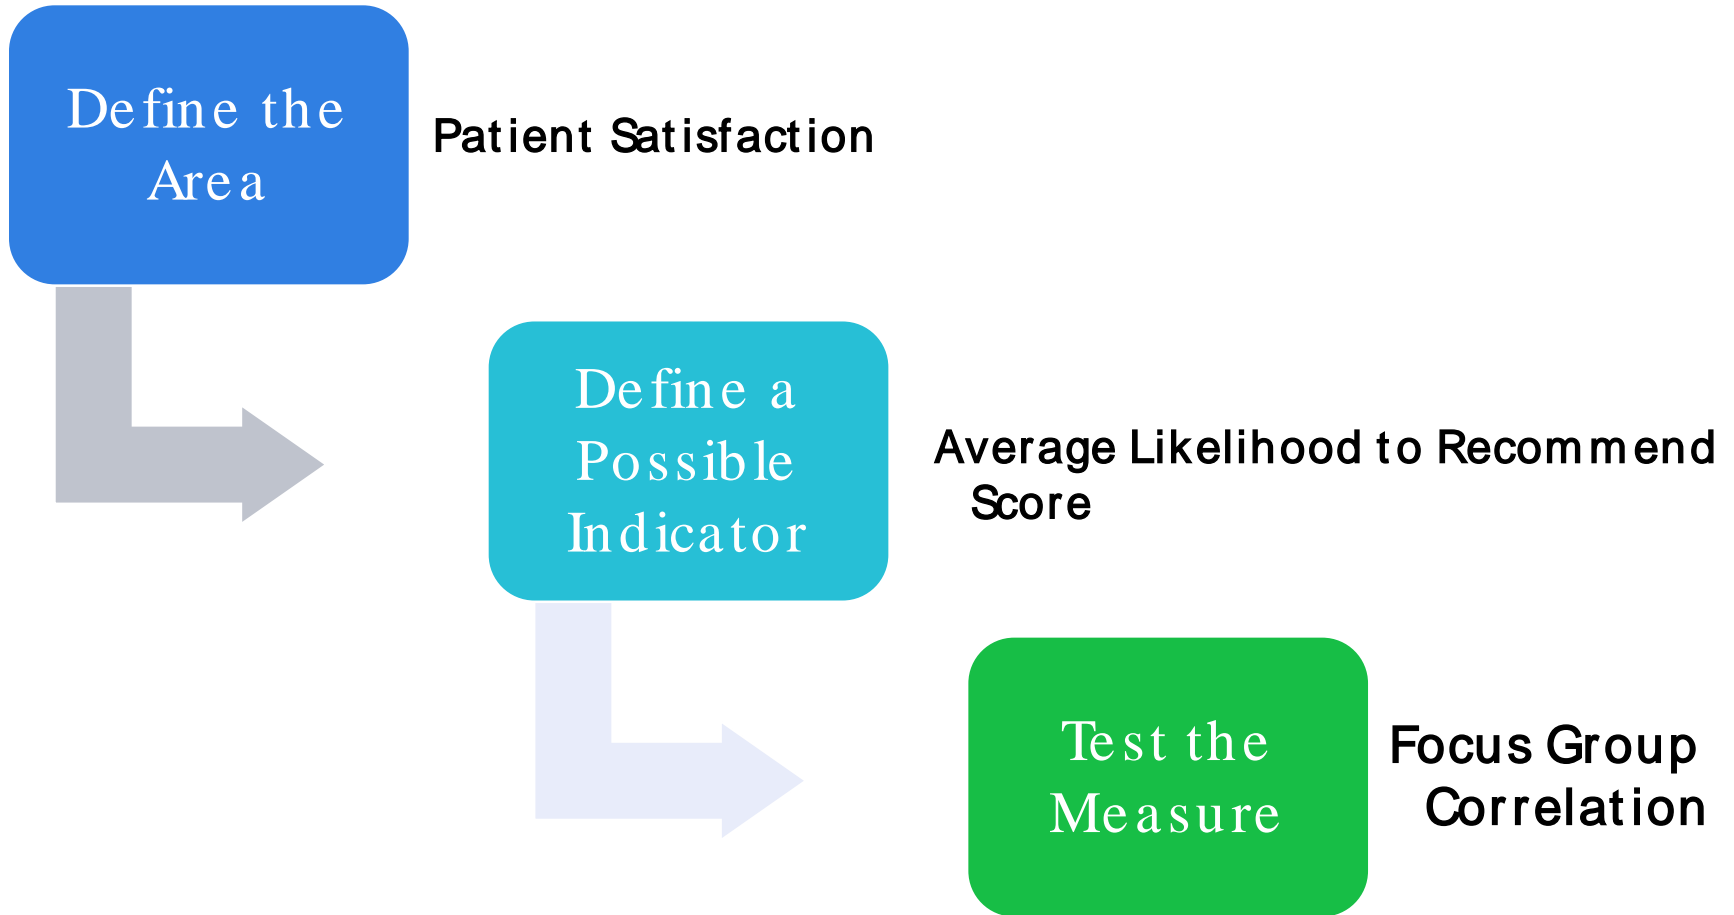 Define the
Area
Patient Satisfaction
Define a
Possible
Indicator
Average Likelihood to Recommend
Score
Test the
Measure
Focus Group
Correlation